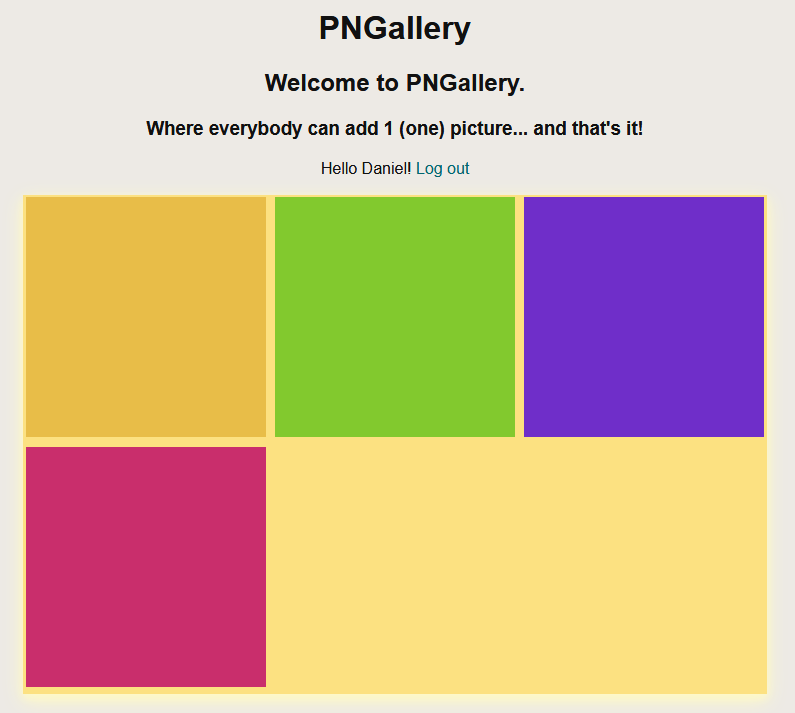 PNGallery
Welcome to PNGallery.
Where everybody can add 1 (one) picture... and that's it!
Hello Daniel! Log out